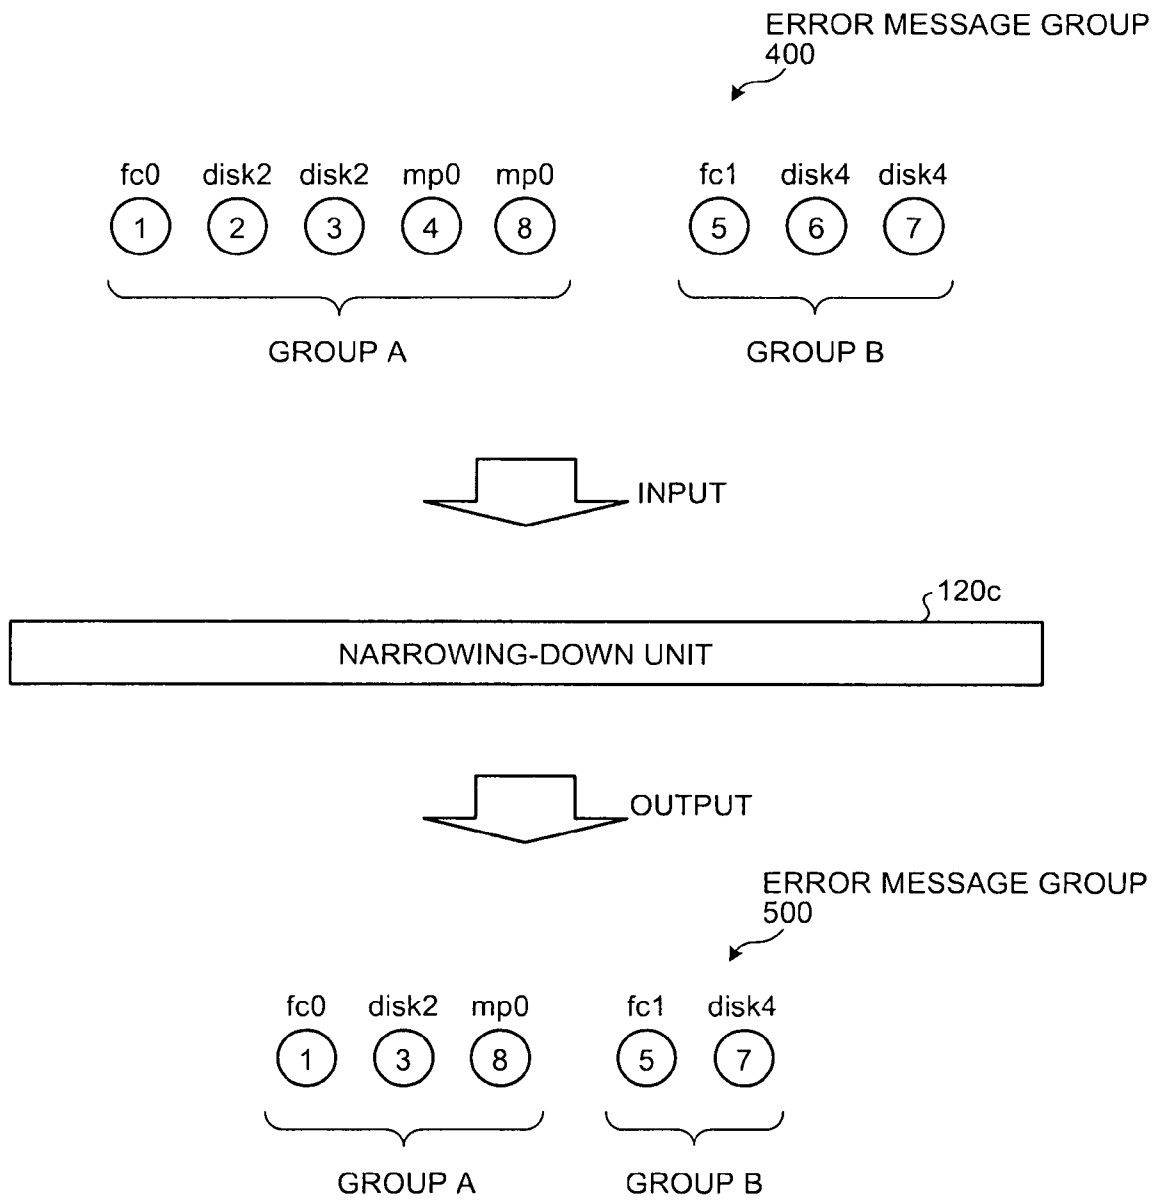 ERROR MESSAGE GROUP
400
fc0 disk2 disk2 mp0 mp0 fc1 disk4 disk4
1 2 3 4 8 5 6 7
GROUP A GROUP B
INPUT
120c
NARROWING-DOWN UNIT
OUTPUT
ERROR MESSAGE GROUP
500
fc0 disk2 mp0 fc1 disk4
1 3 8 5 7
GROUP A GROUP B